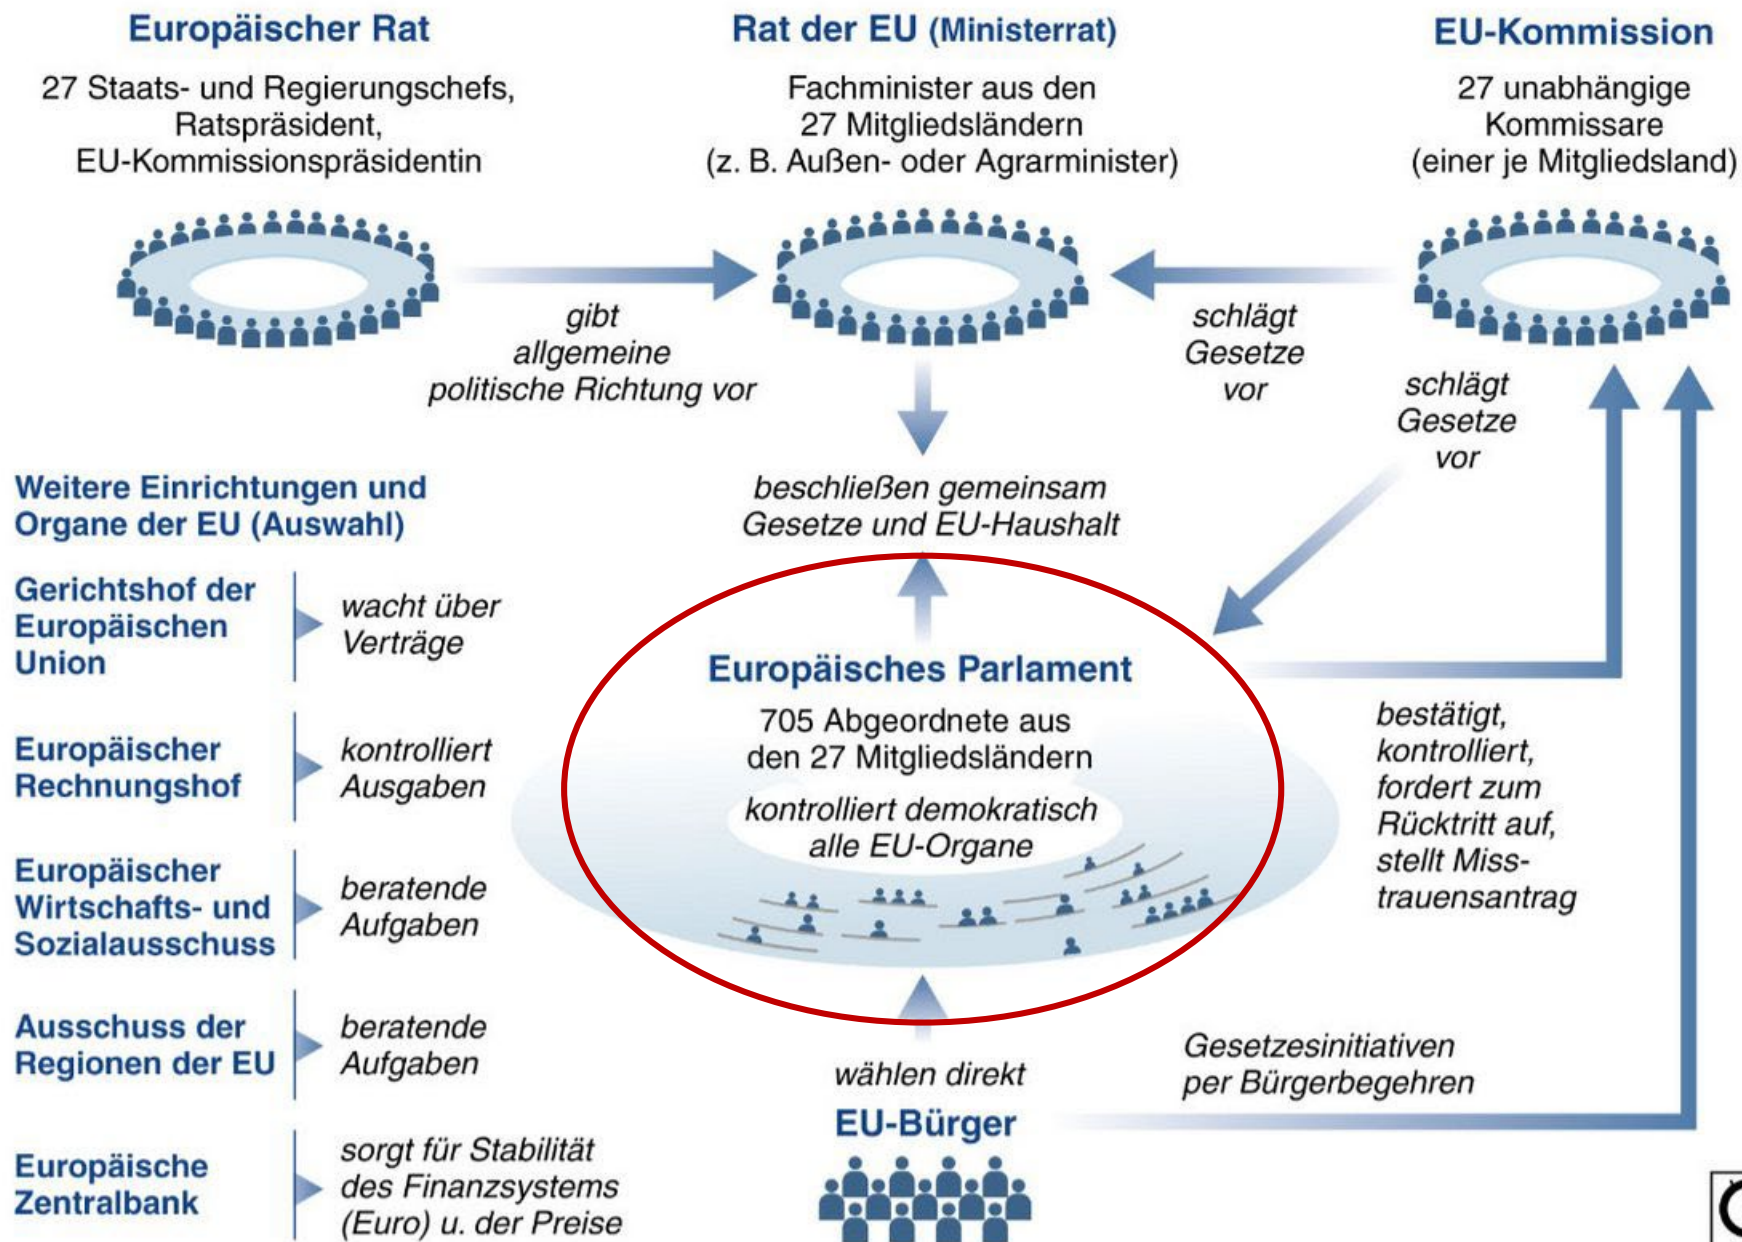 Europäischer Rat
27 Staats- und Regierungschefs,
Ratspräsident,
EU-Kommissionspräsidentin
Rat der EU (Ministerrat)
Fachminister aus den
27 Mitgliedsländern
(z. B. Außen- oder Agrarminister)
EU-Kommission
27 unabhängige
Kommissare
(einer je Mitgliedsland)
gibt
allgemeine
politische Richtung vor
schlägt
Gesetze
vor
schlägt
Gesetze
vor
beschließen gemeinsam
Gesetze und EU-Haushalt
Weitere Einrichtungen und
Organe der EU (Auswahl)
Gerichtshof der
Europäischen
Union
wacht über
Verträge
Europäischer
Rechnungshof
kontrolliert
Ausgaben
Europäischer
Wirtschafts- und
Sozialausschuss
beratende
Aufgaben
Ausschuss der
Regionen der EU
beratende
Aufgaben
Europäische
Zentralbank
sorgt für Stabilität
des Finanzsystems
(Euro) u. der Preise
Europäisches Parlament
705 Abgeordnete aus
den 27 Mitgliedsländern
kontrolliert demokratisch
alle EU-Organe
bestätigt,
kontrolliert,
fordert zum
Rücktritt auf,
stellt Miss-
trauensantrag
wählen direkt
EU-Bürger
Gesetzesinitiativen
per Bürgerbegehren